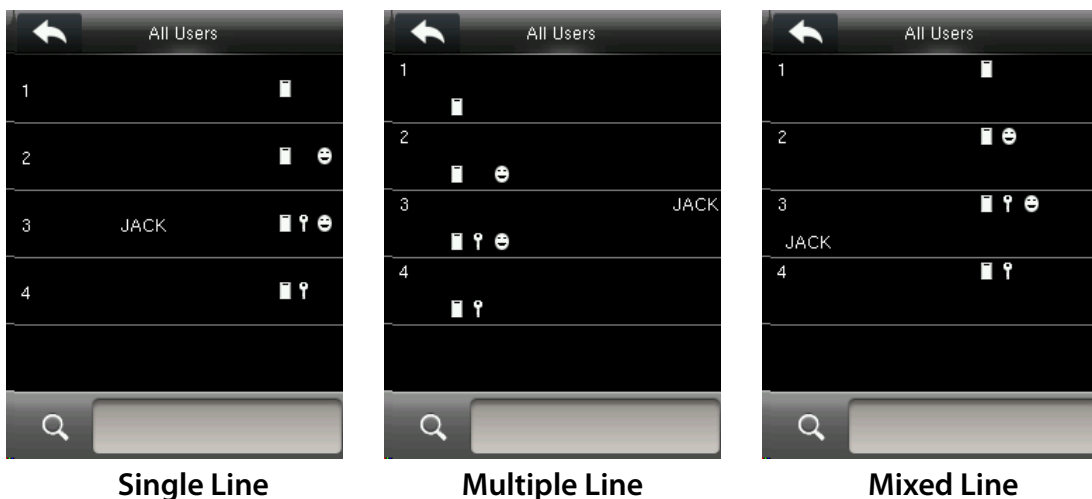 All Users
1
2
3 JACK
4
Single Line
All Users
1
2
3 JACK
4
Multiple Line
All Users
1
2
3
JACK
4
Mixed Line